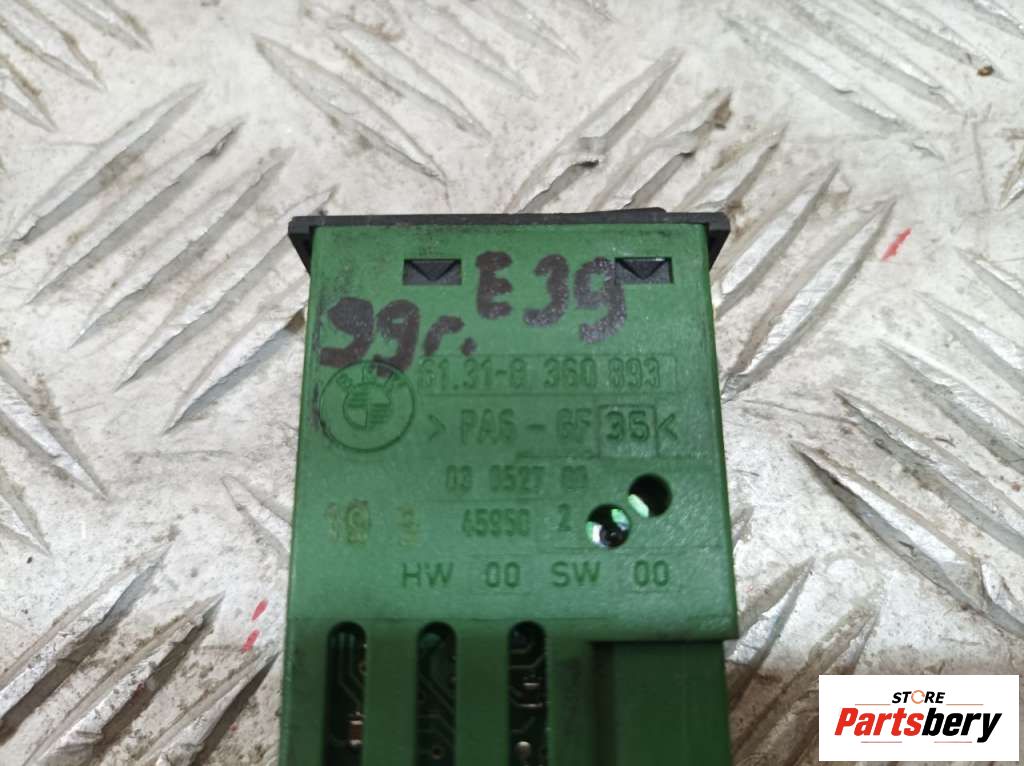 E39
99г.
BMW
61.31-8 360 893
> PA6 - GF 35 <
03 0527 00
45950 2
HW 00 SW 00
STORE
Partsbery